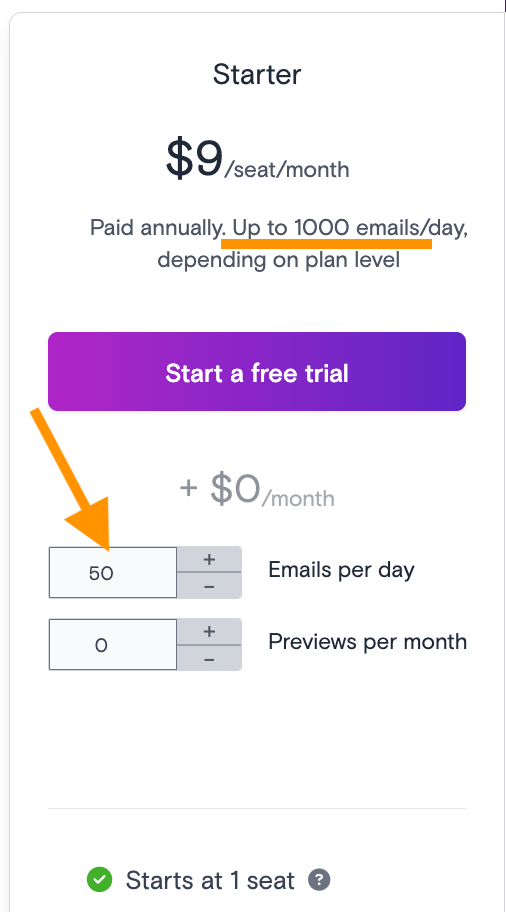 Starter
$9/seat/month
Paid annually. Up to 1000 emails/day,
depending on plan level
Start a free trial
+ $0/month
50 + − Emails per day
0 + − Previews per month
Starts at 1 seat ?